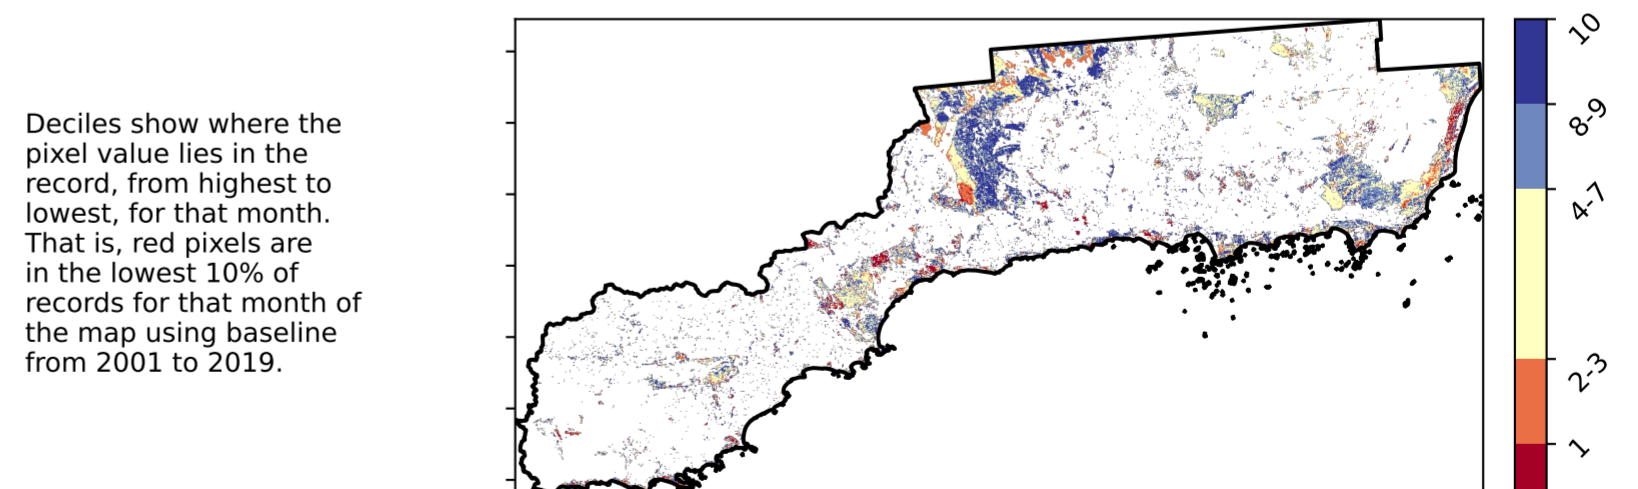 Deciles show where the
pixel value lies in the
record, from highest to
lowest, for that month.
That is, red pixels are
in the lowest 10% of
records for that month of
the map using baseline
from 2001 to 2019.
10
8-9
4-7
2-3
1